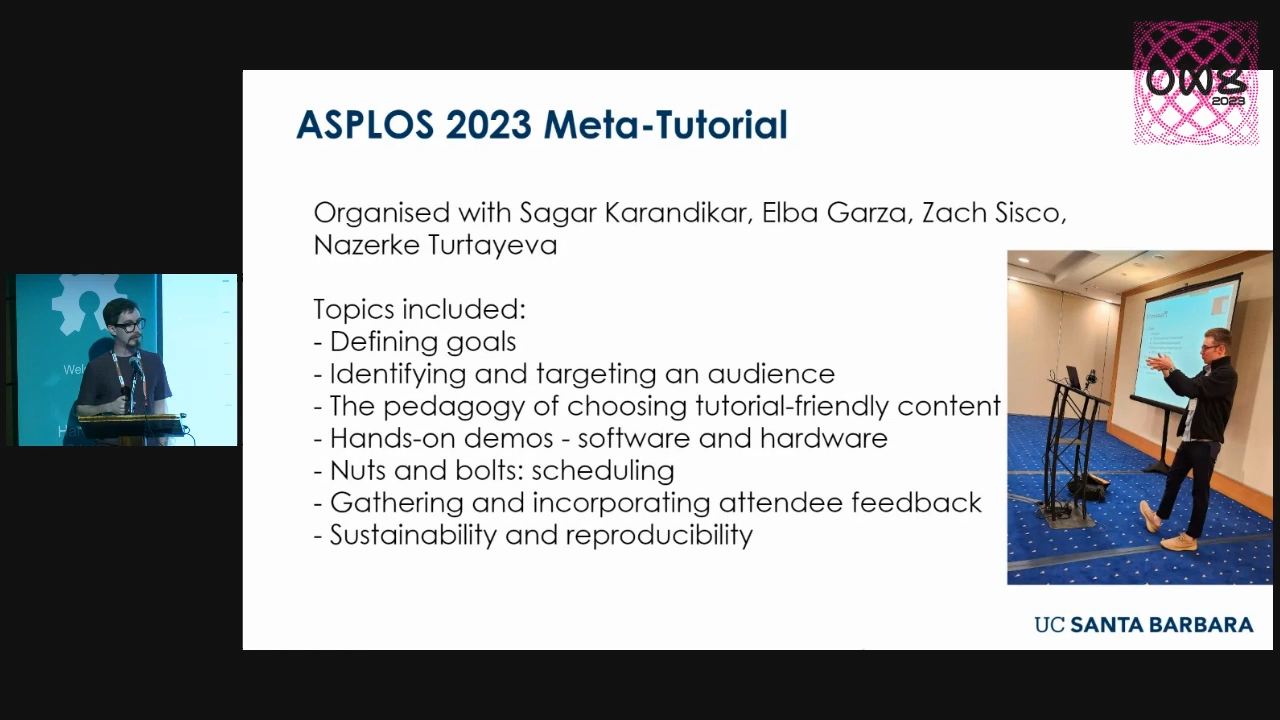 OW8
2023
ASPLOS 2023 Meta-Tutorial
Organised with Sagar Karandikar, Elba Garza, Zach Sisco,
Nazerke Turtayeva
Topics included:
- Defining goals
- Identifying and targeting an audience
- The pedagogy of choosing tutorial-friendly content
- Hands-on demos - software and hardware
- Nuts and bolts: scheduling
- Gathering and incorporating attendee feedback
- Sustainability and reproducibility
UC SANTA BARBARA